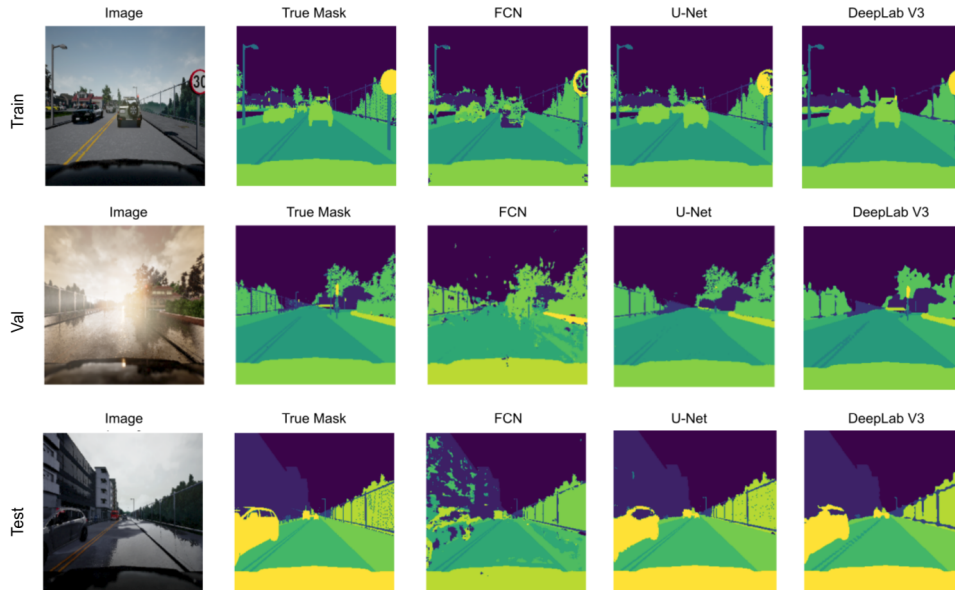 Image True Mask FCN U-Net DeepLab V3
Train
30
30
Image True Mask FCN U-Net DeepLab V3
Val
Image True Mask FCN U-Net DeepLab V3
Test